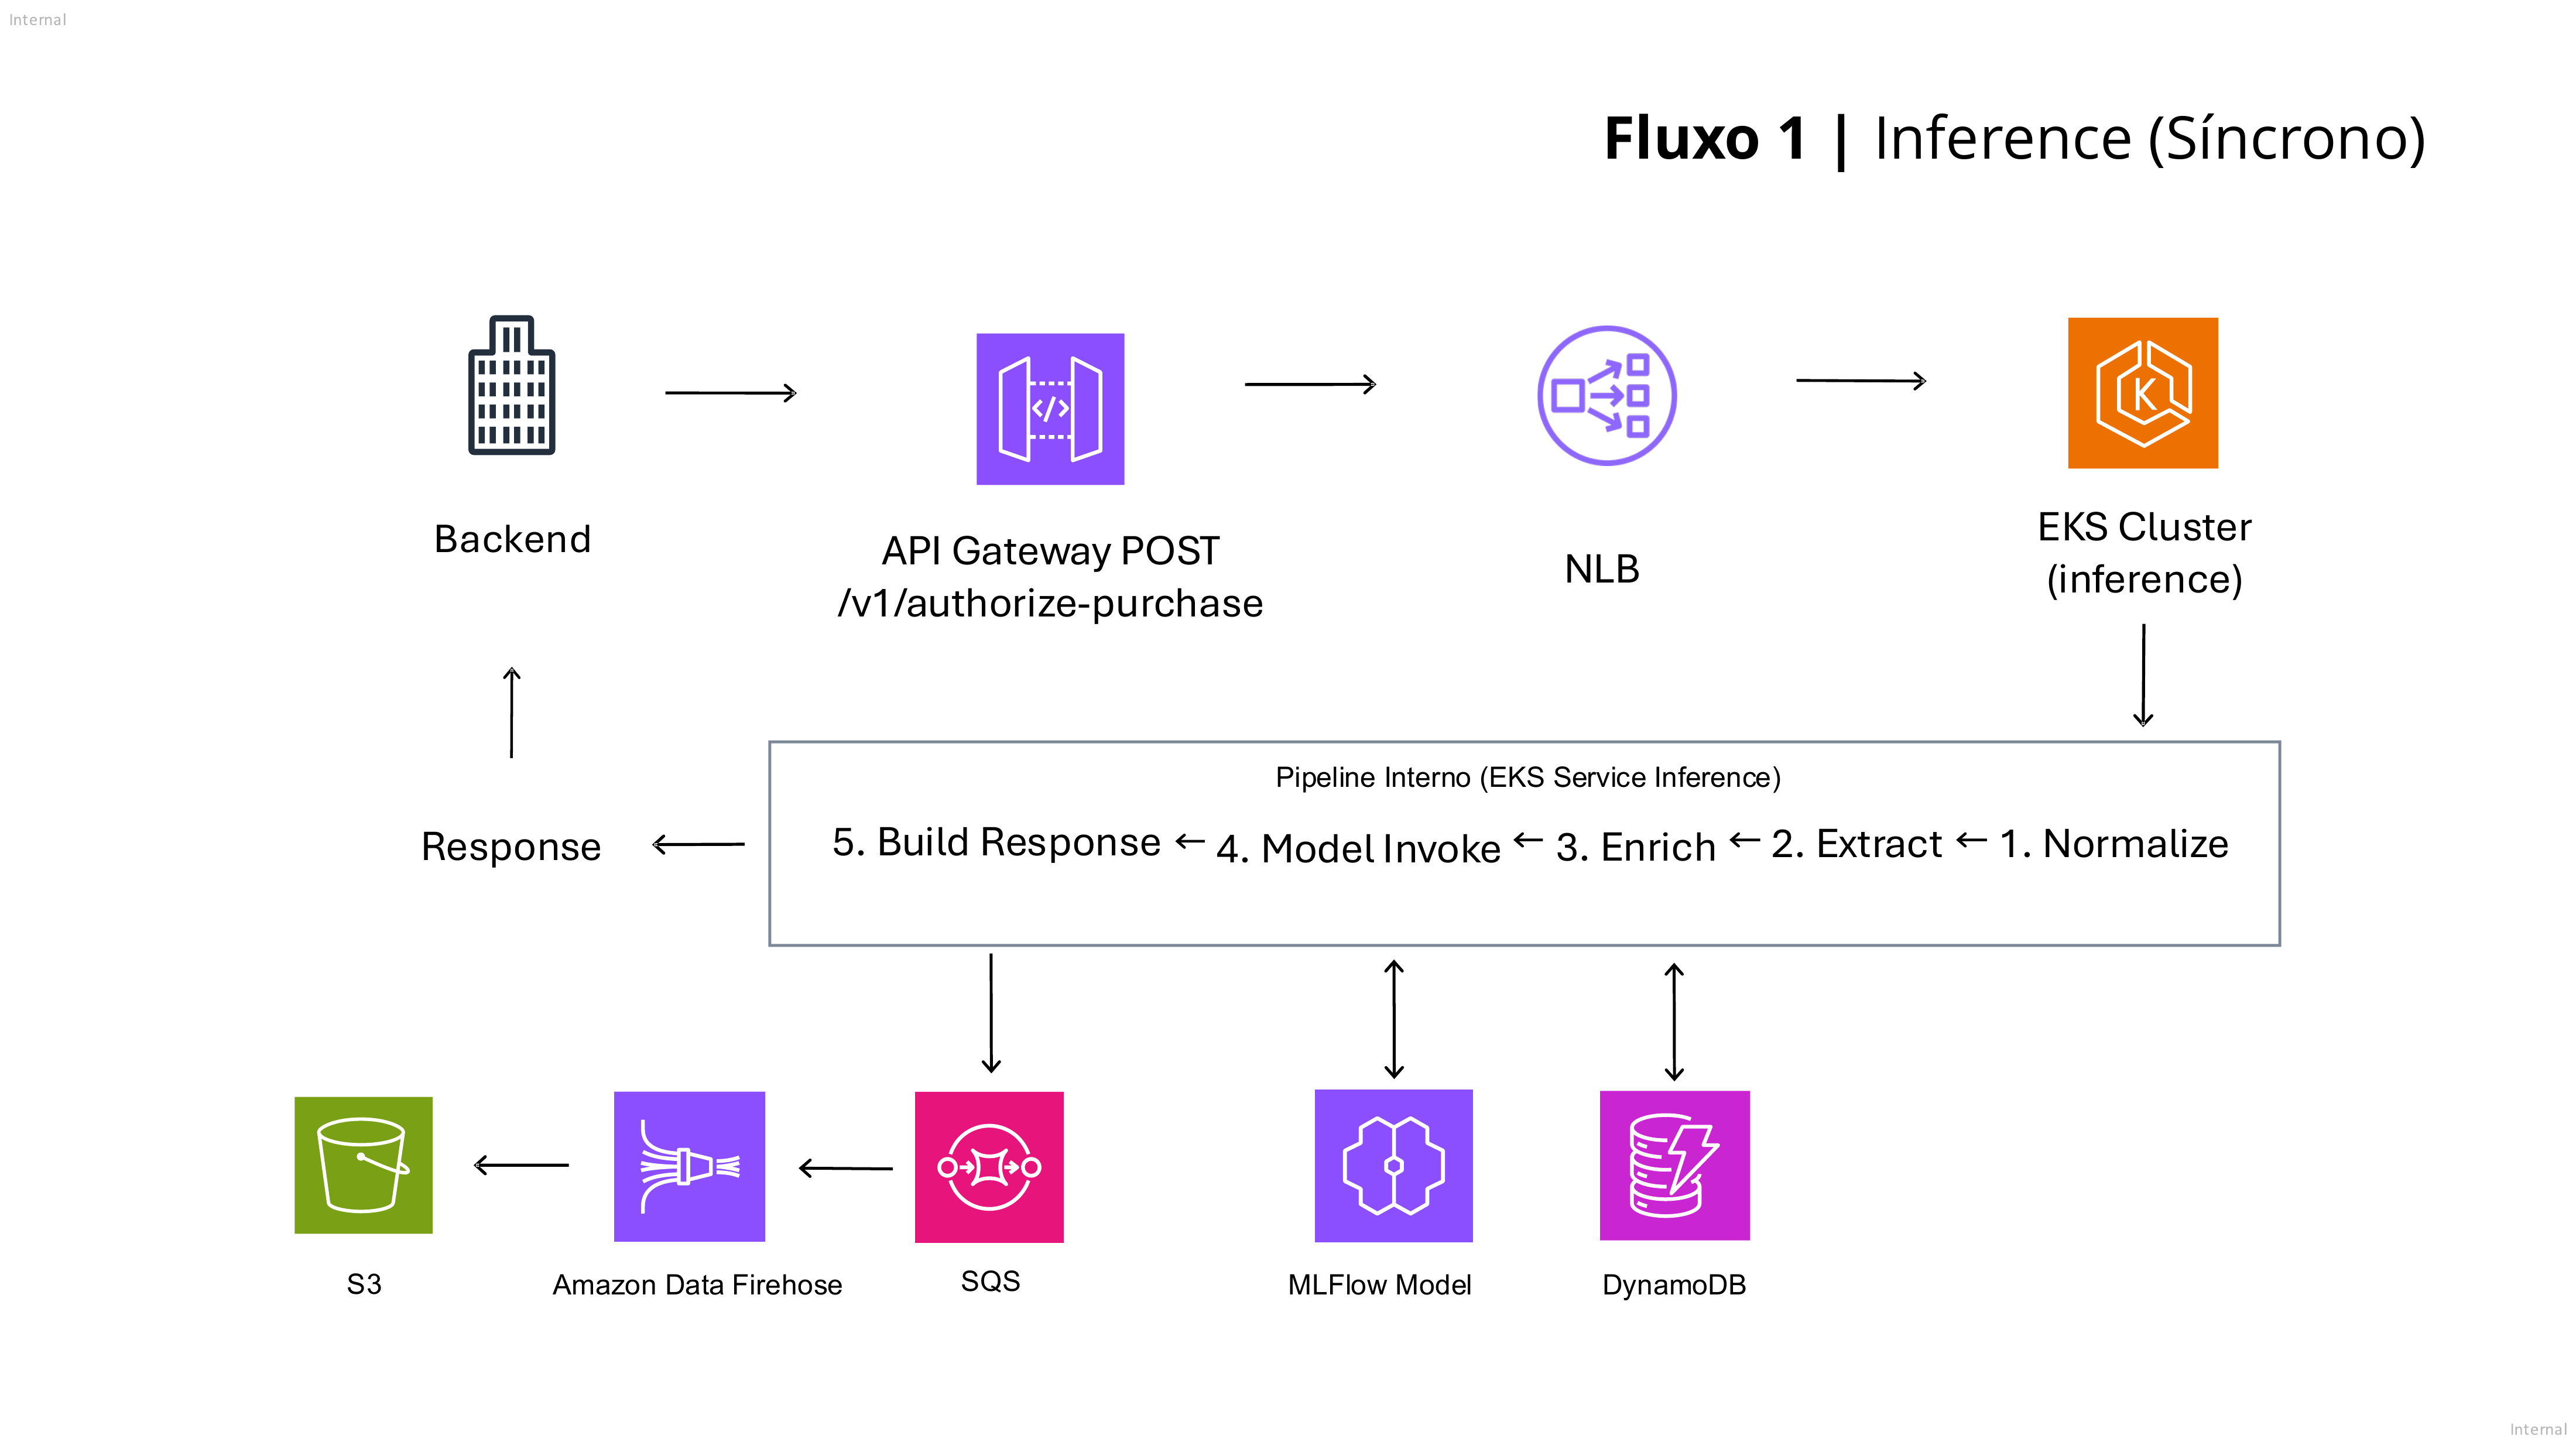 Internal
Fluxo 1 | Inference (Síncrono)
Backend
API Gateway POST
/v1/authorize-purchase
NLB
EKS Cluster
(inference)
K
</>
Pipeline Interno (EKS Service Inference)
5. Build Response ← 4. Model Invoke ← 3. Enrich ← 2. Extract ← 1. Normalize
Response
S3
Amazon Data Firehose
SQS
MLFlow Model
DynamoDB
Internal